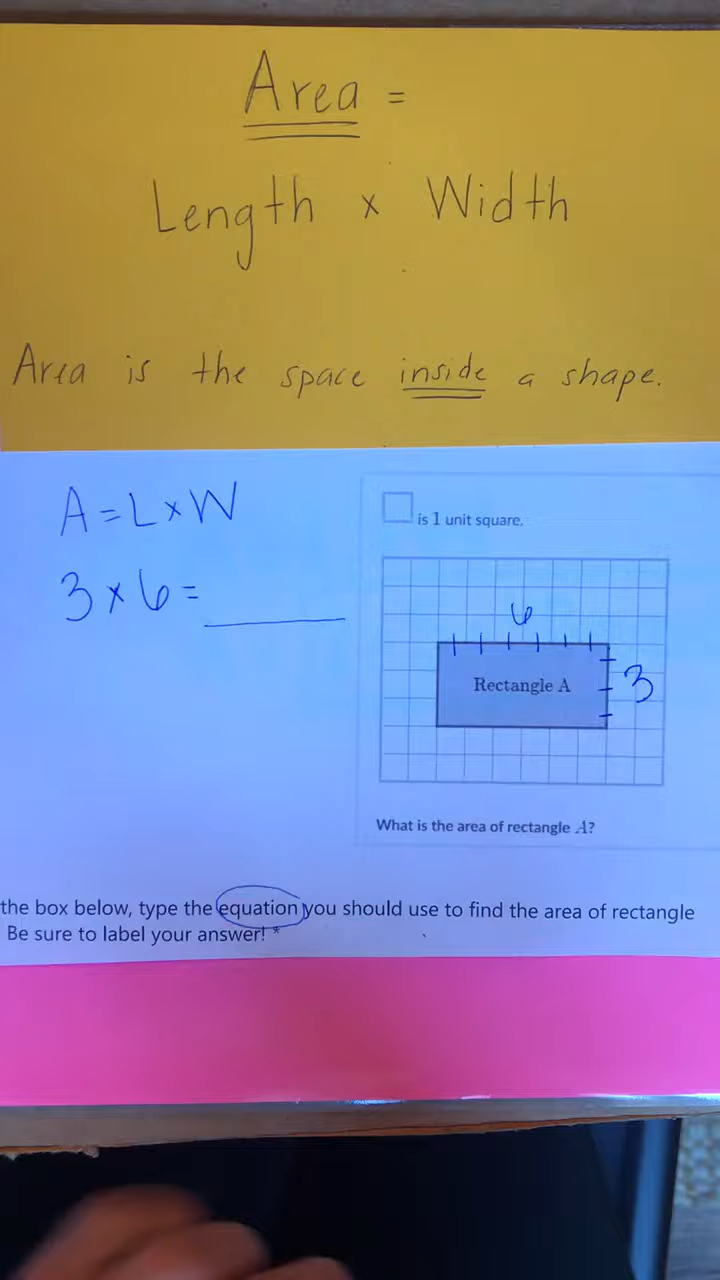 Area =
Length x Width
Area is the space inside a shape.
A = L x W
3 x 6 = ______
is 1 unit square.
6
Rectangle A
3
What is the area of rectangle A?
the box below, type the equation you should use to find the area of rectangle
Be sure to label your answer! *